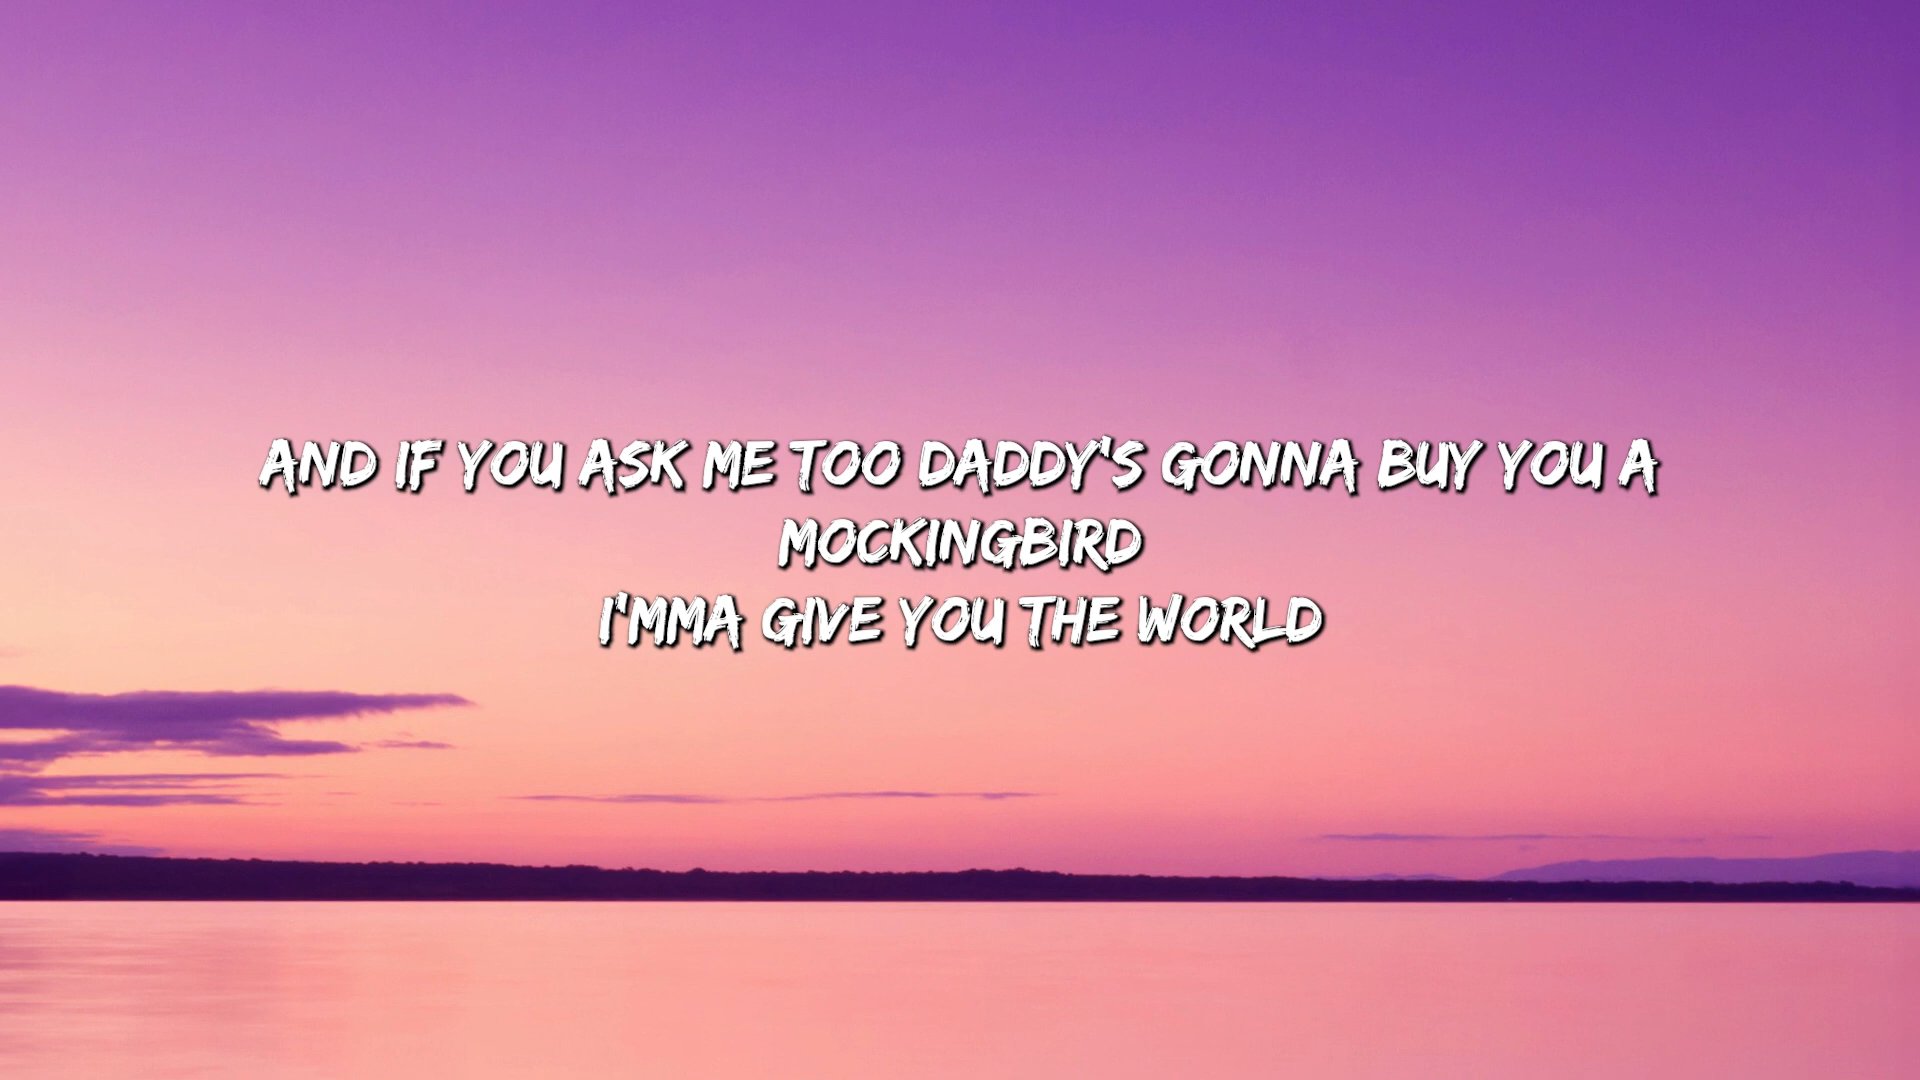 AND IF YOU ASK ME TOO DADDY'S GONNA BUY YOU A
MOCKINGBIRD
I'MMA GIVE YOU THE WORLD